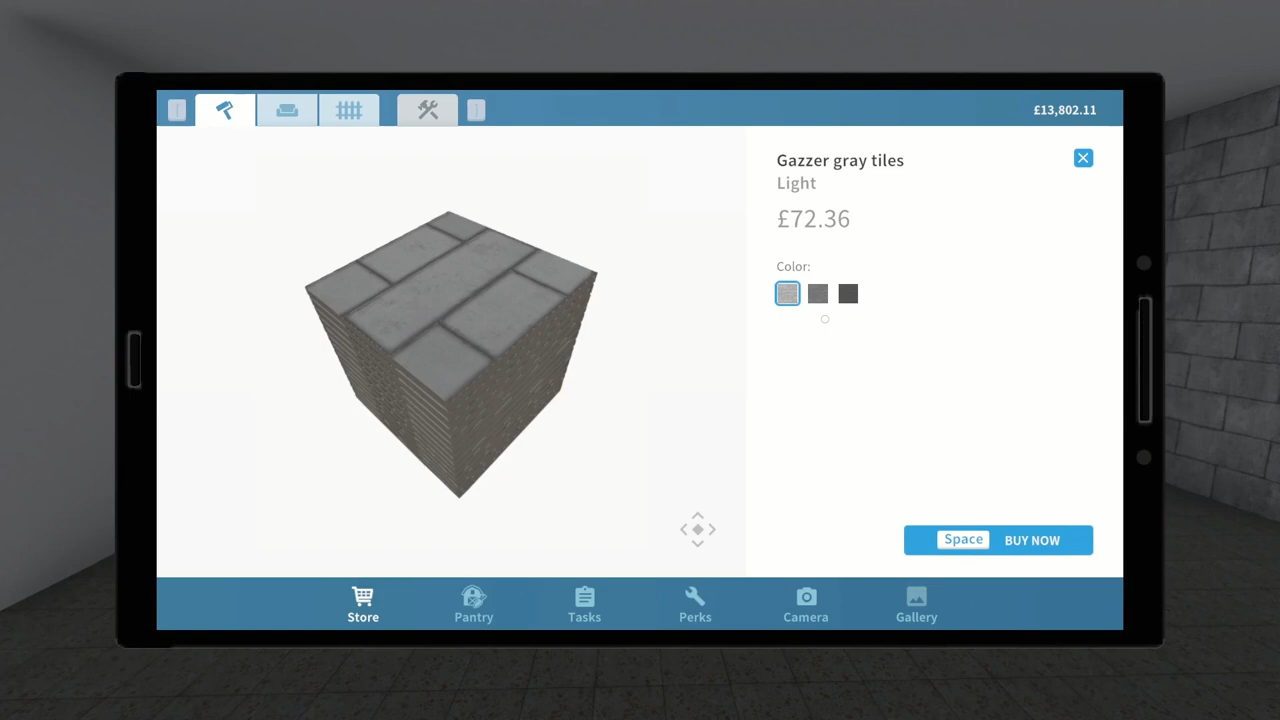 £13,802.11
Gazzer gray tiles
Light
£72.36
Color:
Space BUY NOW
Store
Pantry
Tasks
Perks
Camera
Gallery